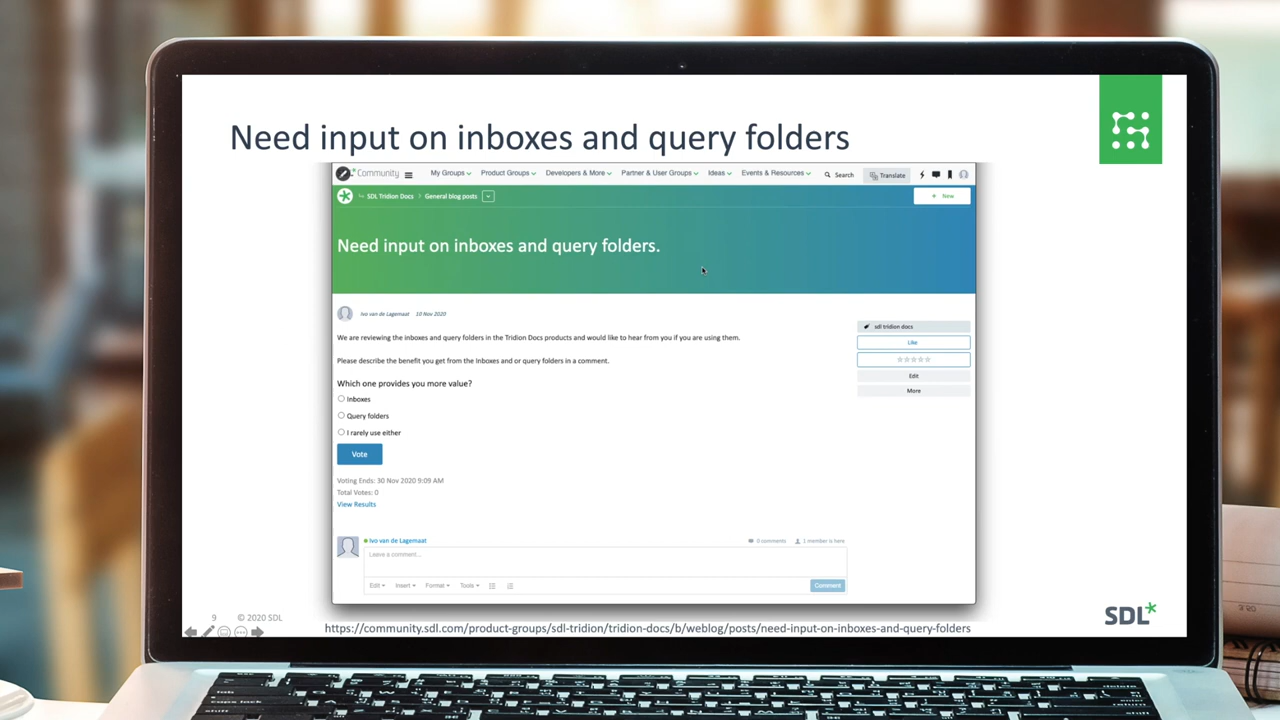 Need input on inboxes and query folders
Community
My Groups
Product Groups
Developers & More
Partner & User Groups
Ideas
Events & Resources
Search
Translate
SDL Tridion Docs > General blog posts
+ New
Need input on inboxes and query folders.
Ivo van de Lagemaat 10 Nov 2020
We are reviewing the inboxes and query folders in the Tridion Docs products and would like to hear from you if you are using them.
Please describe the benefit you get from the Inboxes and or query folders in a comment.
Which one provides you more value?
Inboxes
Query folders
I rarely use either
Vote
Voting Ends: 30 Nov 2020 9:09 AM
Total Votes: 0
View Results
sdl tridion docs
Like
Edit
More
Ivo van de Lagemaat
0 comments
1 member is here
Leave a comment...
Edit
Insert
Format
Tools
Comment
9 © 2020 SDL
https://community.sdl.com/product-groups/sdl-tridion/tridion-docs/b/weblog/posts/need-input-on-inboxes-and-query-folders
SDL*
tab
caps lock
shift
enter
return
shift